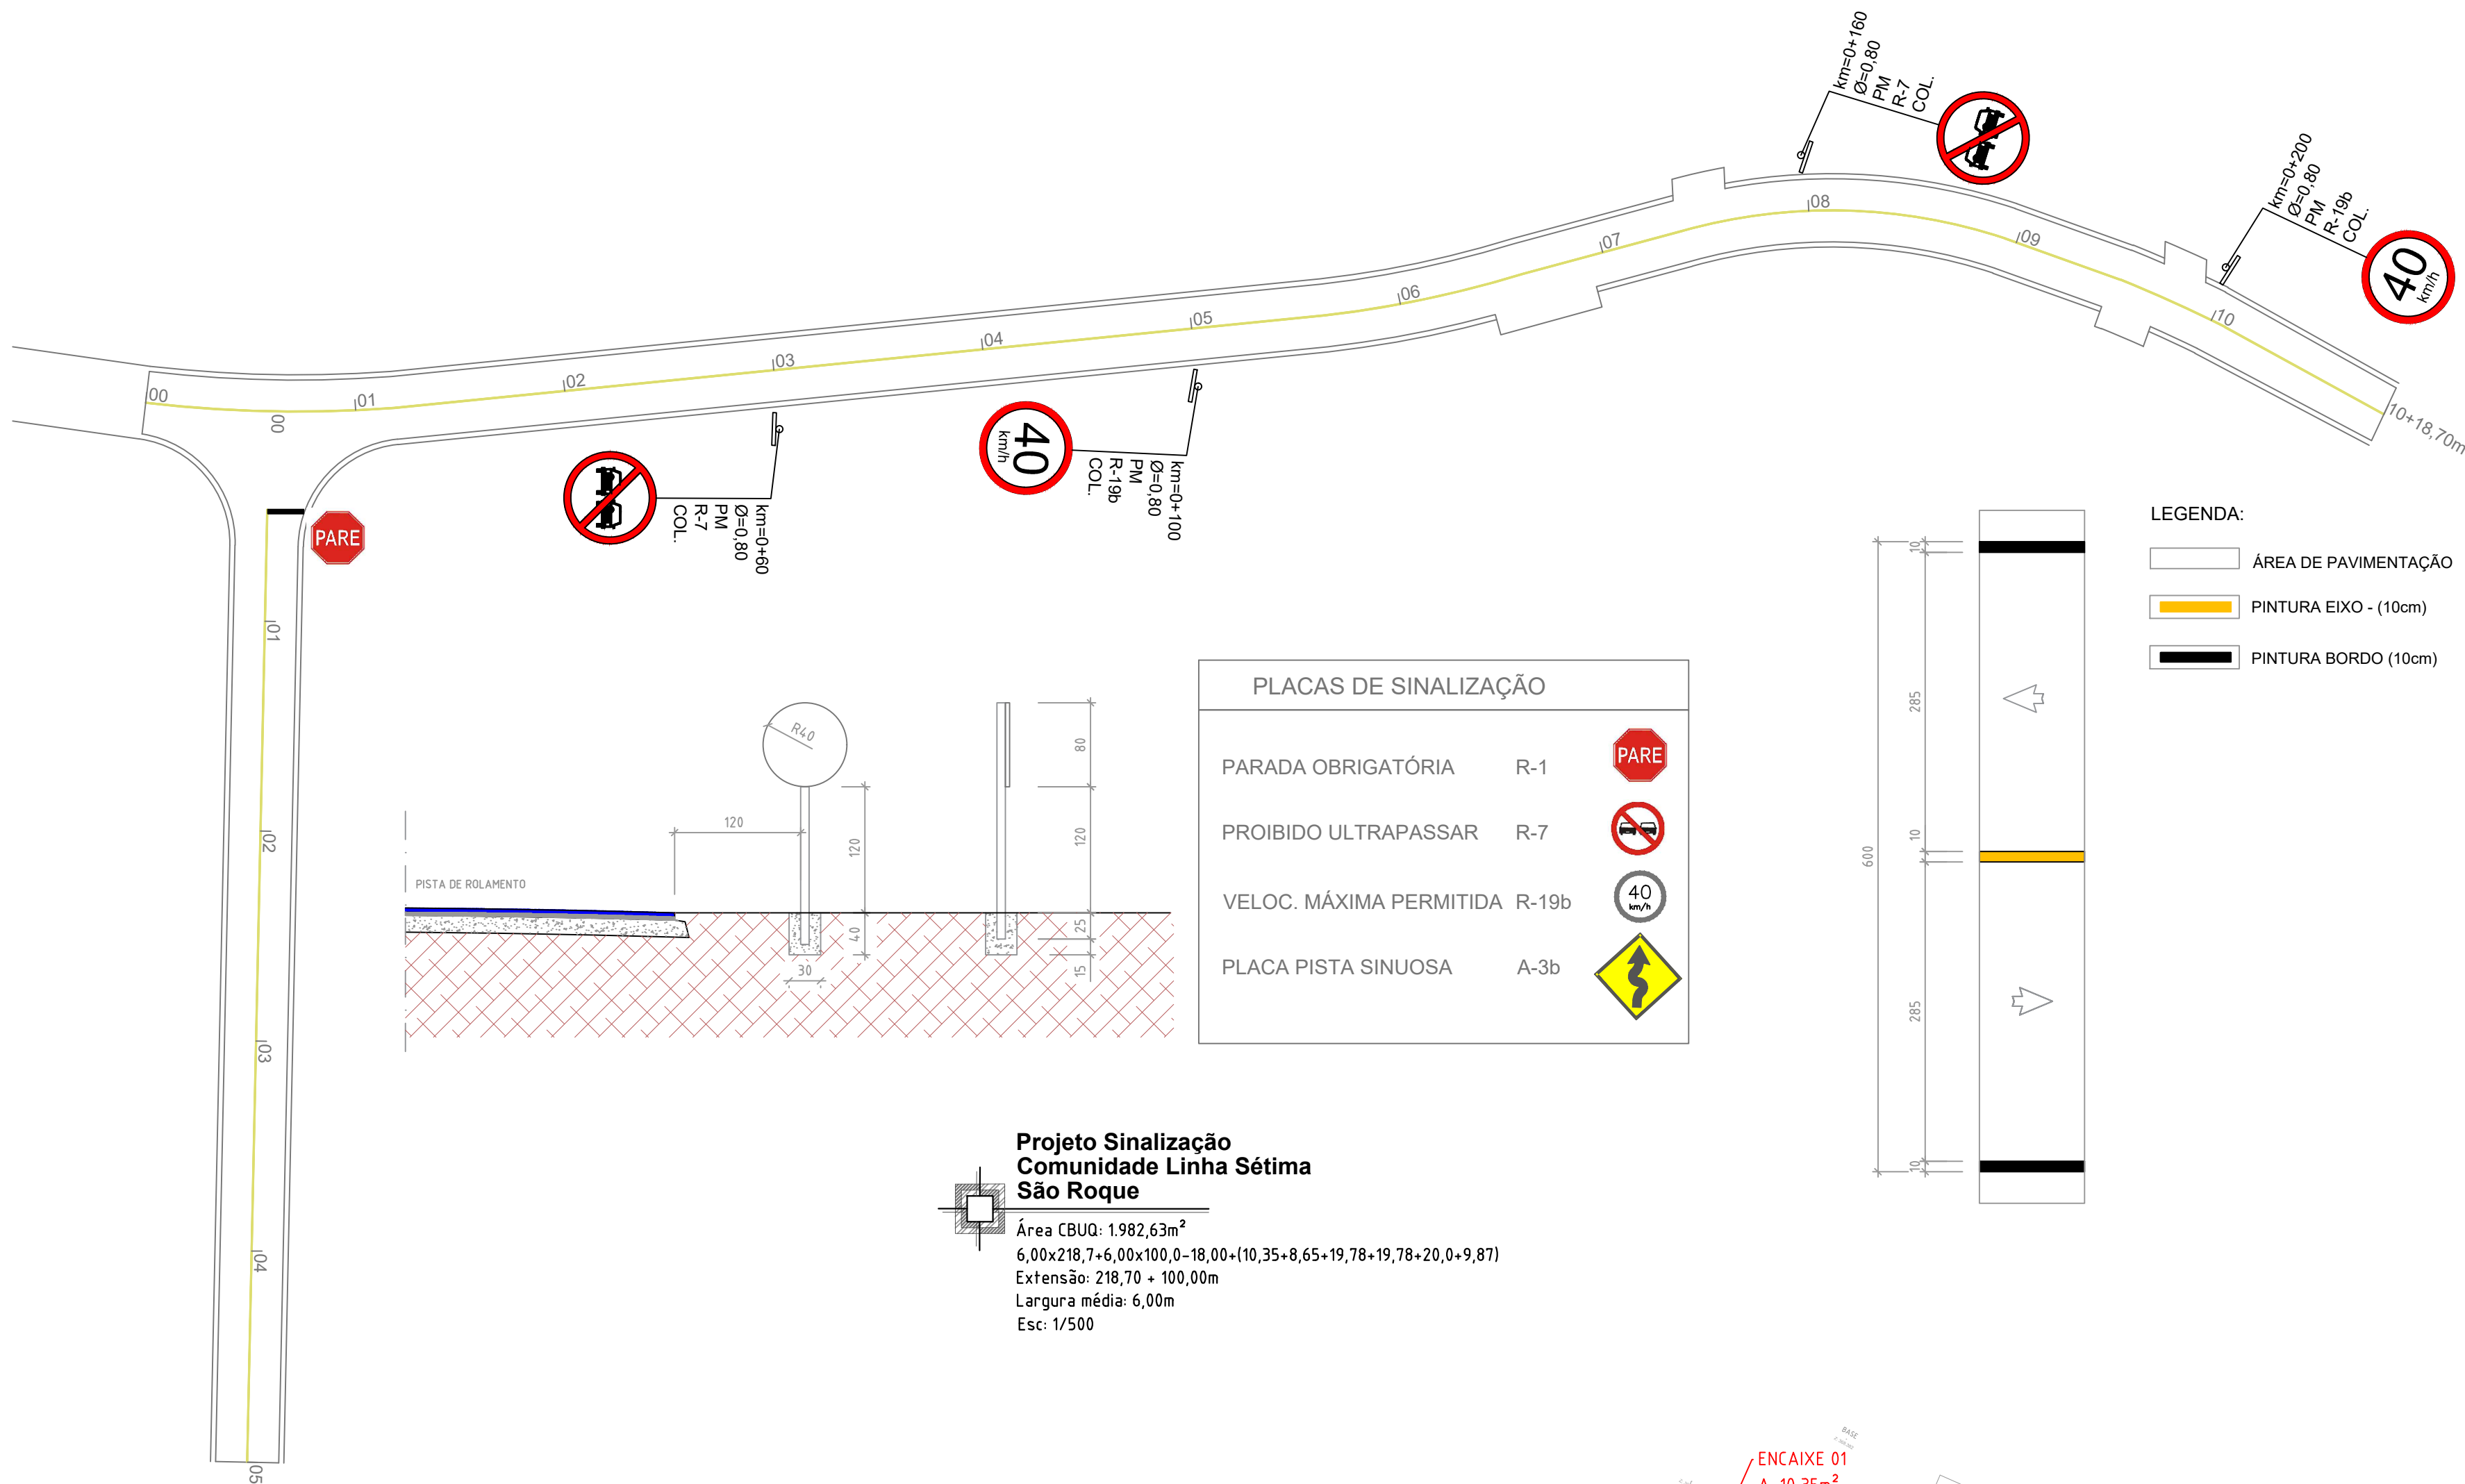 km=0+160
Ø=0,80
PM
R-7
COL.
km=0+200
Ø=0,80
PM
R-19b
COL.
40
km/h
00
01
02
03
04
05
06
07
08
09
10
10+18,70m
00
01
02
03
04
05
PARE
km=0+60
Ø=0,80
PM
R-7
COL.
40
km/h
km=0+100
Ø=0,80
PM
R-19b
COL.
LEGENDA:
ÁREA DE PAVIMENTAÇÃO
PINTURA EIXO - (10cm)
PINTURA BORDO (10cm)
10
285
10
285
10
600
R40
120
120
40
30
80
120
25
15
PISTA DE ROLAMENTO
PLACAS DE SINALIZAÇÃO
PARADA OBRIGATÓRIA R-1 PARE
PROIBIDO ULTRAPASSAR R-7
VELOC. MÁXIMA PERMITIDA R-19b 40 km/h
PLACA PISTA SINUOSA A-3b
Projeto Sinalização
Comunidade Linha Sétima
São Roque
Área CBUQ: 1.982,63m²
6,00x218,7+6,00x100,0-18,00+(10,35+8,65+19,78+19,78+20,0+9,87)
Extensão: 218,70 + 100,00m
Largura média: 6,00m
Esc: 1/500
BASE
ENCAIXE 01